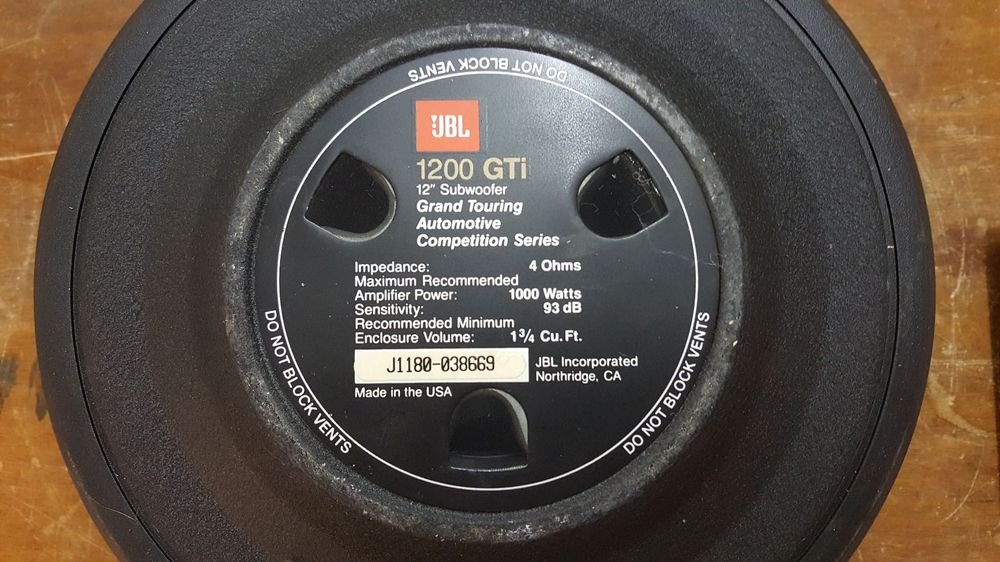 DO NOT BLOCK VENTS
JBL
1200 GTi
12" Subwoofer
Grand Touring
Automotive
Competition Series
Impedance: 4 Ohms
Maximum Recommended
Amplifier Power: 1000 Watts
Sensitivity: 93 dB
Recommended Minimum
Enclosure Volume: 1 3/4 Cu. Ft.
J1180-038669
JBL Incorporated
Northridge, CA
Made in the USA
DO NOT BLOCK VENTS
DO NOT BLOCK VENTS